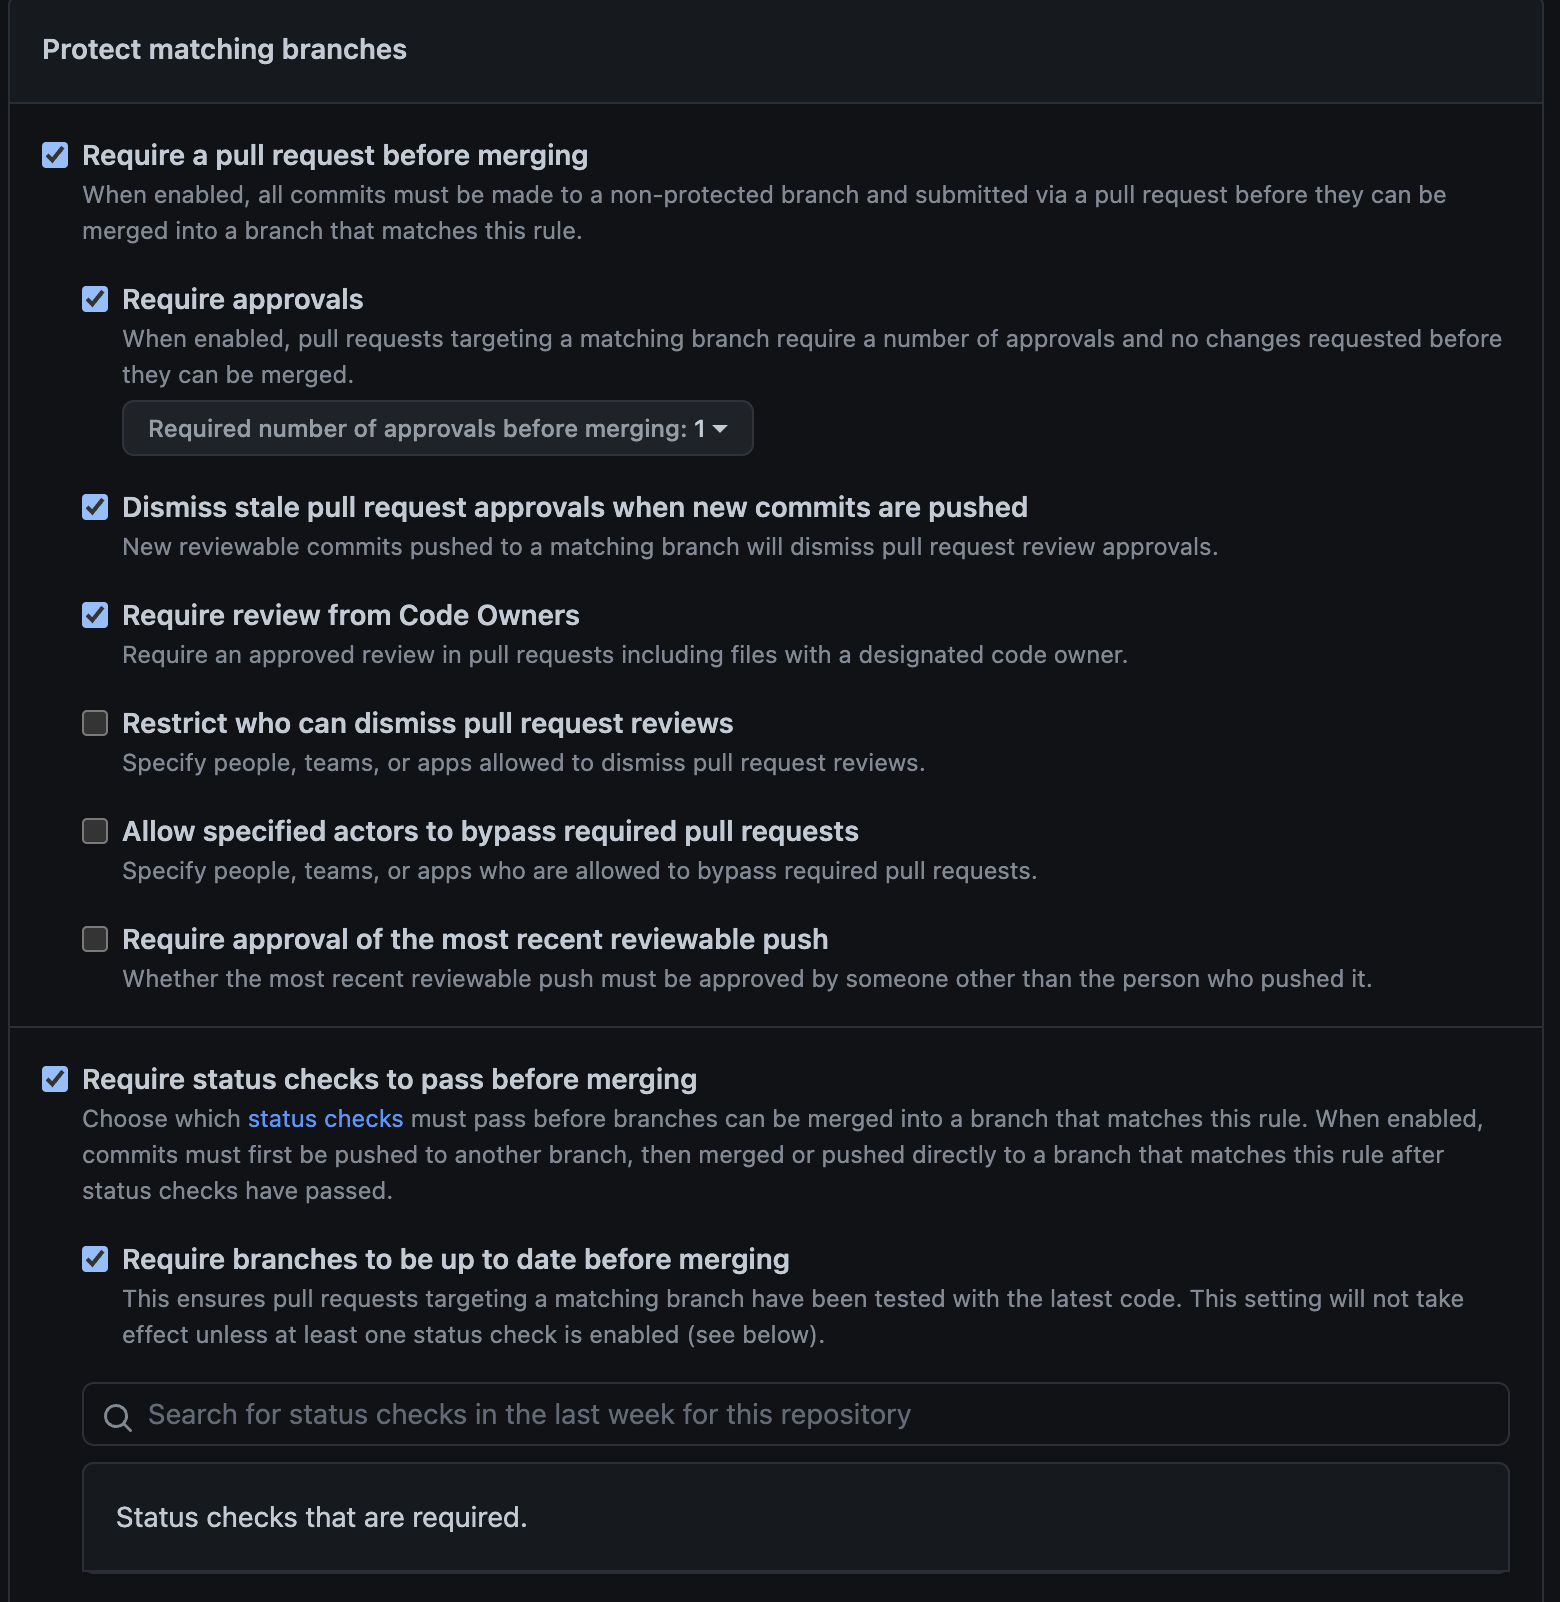 Protect matching branches
Require a pull request before merging
When enabled, all commits must be made to a non-protected branch and submitted via a pull request before they can be
merged into a branch that matches this rule.
Require approvals
When enabled, pull requests targeting a matching branch require a number of approvals and no changes requested before
they can be merged.
Required number of approvals before merging: 1
Dismiss stale pull request approvals when new commits are pushed
New reviewable commits pushed to a matching branch will dismiss pull request review approvals.
Require review from Code Owners
Require an approved review in pull requests including files with a designated code owner.
Restrict who can dismiss pull request reviews
Specify people, teams, or apps allowed to dismiss pull request reviews.
Allow specified actors to bypass required pull requests
Specify people, teams, or apps who are allowed to bypass required pull requests.
Require approval of the most recent reviewable push
Whether the most recent reviewable push must be approved by someone other than the person who pushed it.
Require status checks to pass before merging
Choose which status checks must pass before branches can be merged into a branch that matches this rule. When enabled,
commits must first be pushed to another branch, then merged or pushed directly to a branch that matches this rule after
status checks have passed.
Require branches to be up to date before merging
This ensures pull requests targeting a matching branch have been tested with the latest code. This setting will not take
effect unless at least one status check is enabled (see below).
Search for status checks in the last week for this repository
Status checks that are required.